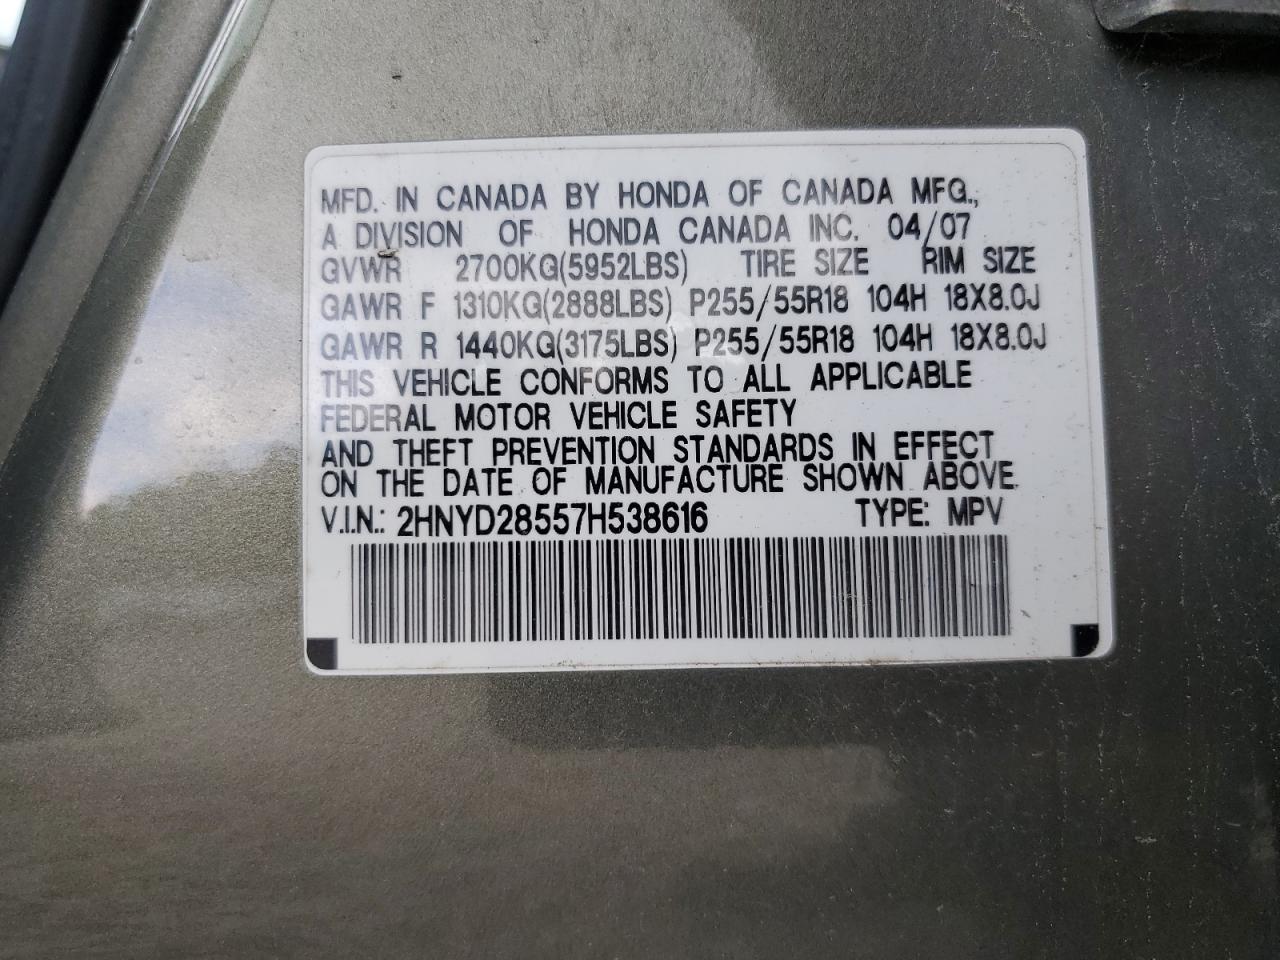 MFD. IN CANADA BY HONDA OF CANADA MFG.,
A DIVISION OF HONDA CANADA INC. 04/07
GVWR 2700KG(5952LBS) TIRE SIZE RIM SIZE
GAWR F 1310KG(2888LBS) P255/55R18 104H 18X8.0J
GAWR R 1440KG(3175LBS) P255/55R18 104H 18X8.0J
THIS VEHICLE CONFORMS TO ALL APPLICABLE
FEDERAL MOTOR VEHICLE SAFETY
AND THEFT PREVENTION STANDARDS IN EFFECT
ON THE DATE OF MANUFACTURE SHOWN ABOVE.
V.I.N.: 2HNYD28557H538616 TYPE: MPV